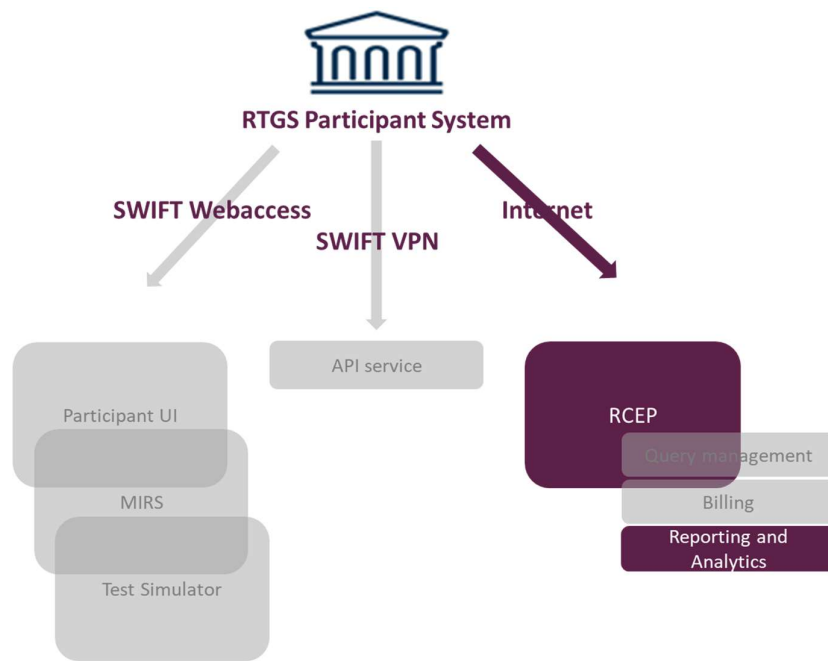 RTGS Participant System
SWIFT Webaccess
Internet
SWIFT VPN
API service
Participant UI
RCEP
Query management
MIRS
Billing
Reporting and
Analytics
Test Simulator